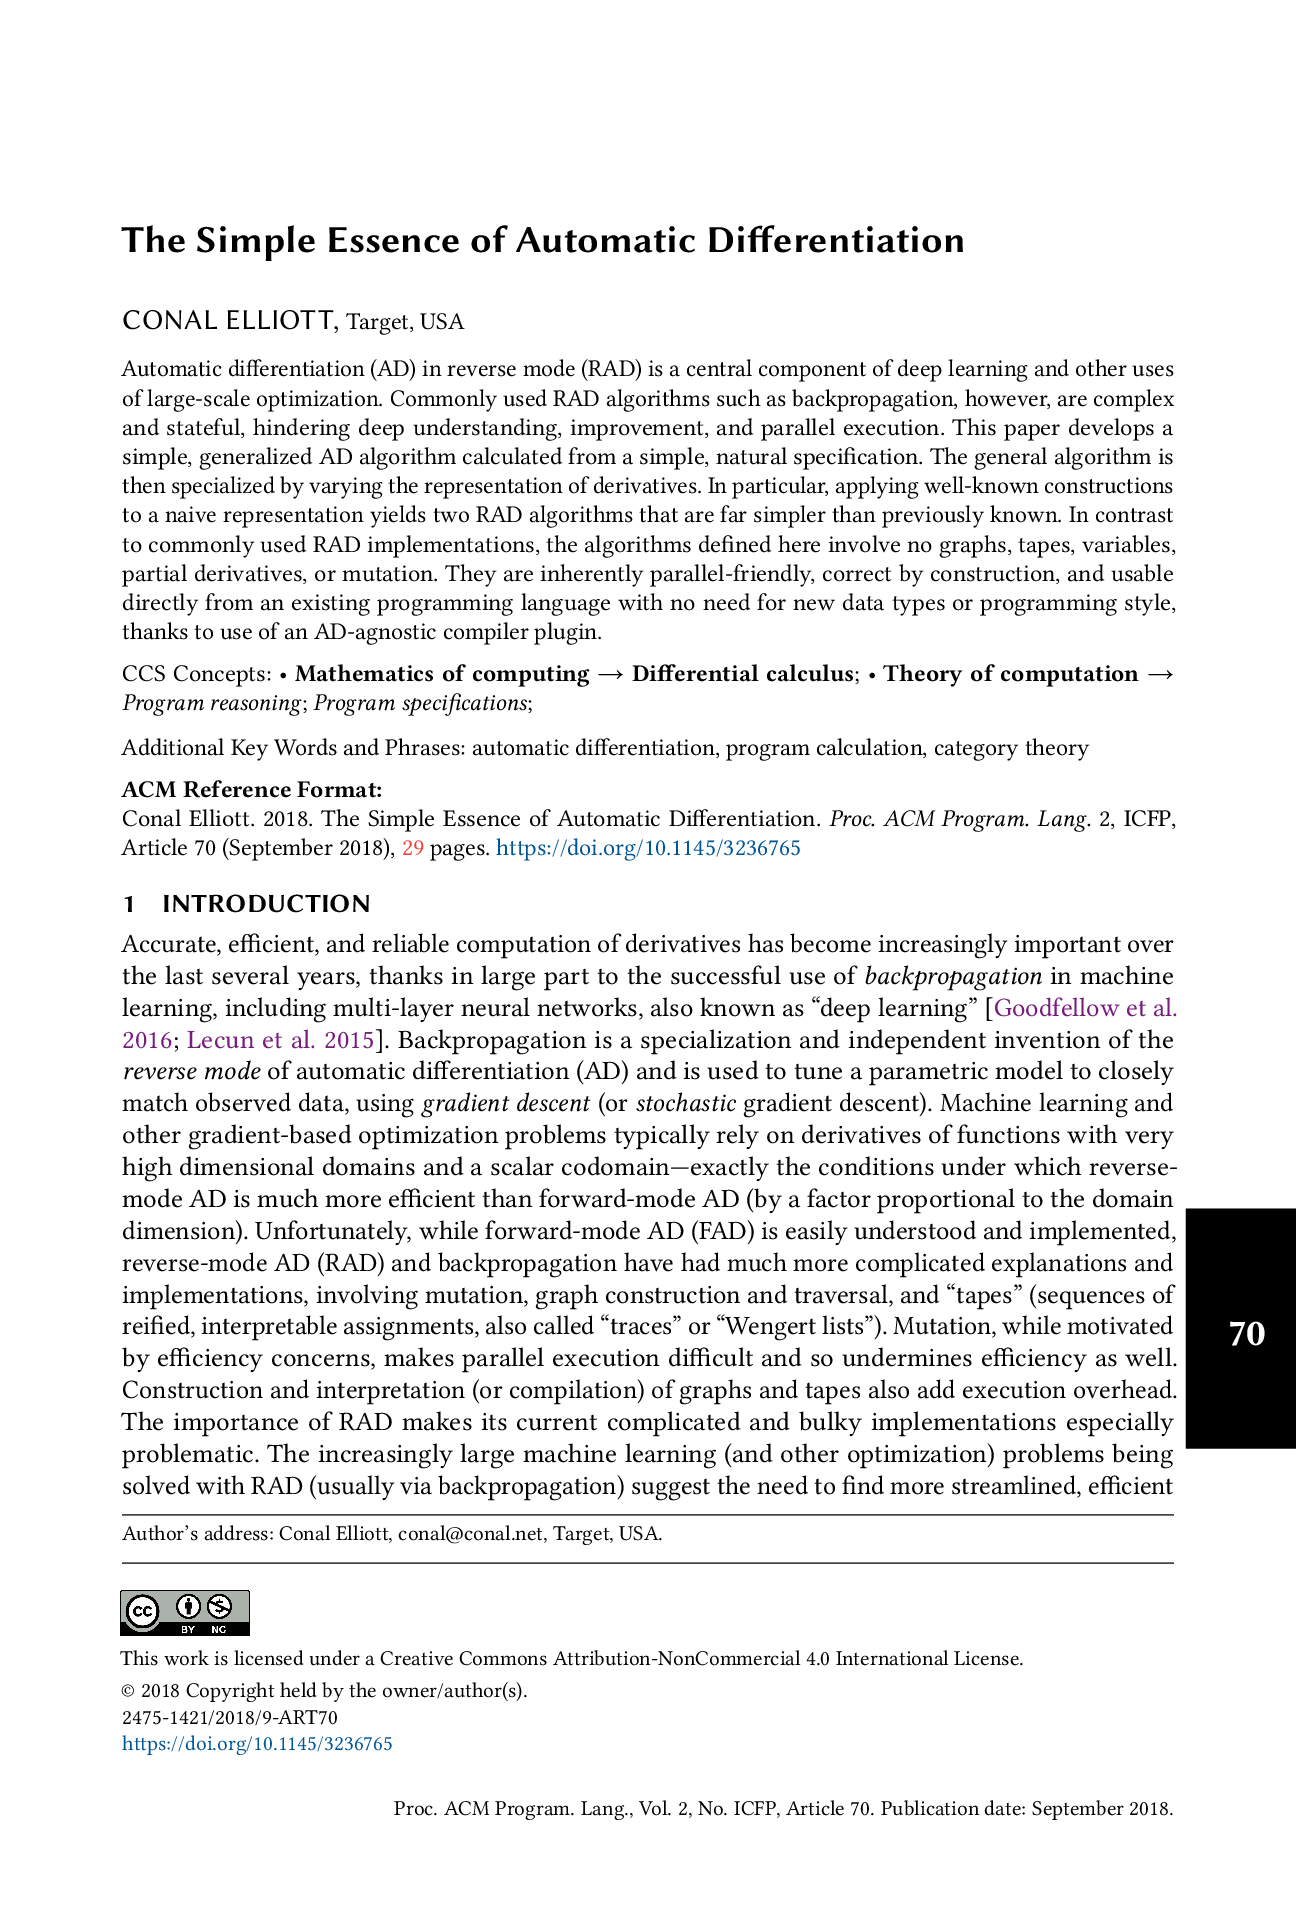 The Simple Essence of Automatic Differentiation
CONAL ELLIOTT, Target, USA
Automatic differentiation (AD) in reverse mode (RAD) is a central component of deep learning and other uses
of large-scale optimization. Commonly used RAD algorithms such as backpropagation, however, are complex
and stateful, hindering deep understanding, improvement, and parallel execution. This paper develops a
simple, generalized AD algorithm calculated from a simple, natural specification. The general algorithm is
then specialized by varying the representation of derivatives. In particular, applying well-known constructions
to a naive representation yields two RAD algorithms that are far simpler than previously known. In contrast
to commonly used RAD implementations, the algorithms defined here involve no graphs, tapes, variables,
partial derivatives, or mutation. They are inherently parallel-friendly, correct by construction, and usable
directly from an existing programming language with no need for new data types or programming style,
thanks to use of an AD-agnostic compiler plugin.
CCS Concepts: • Mathematics of computing → Differential calculus; • Theory of computation →
Program reasoning; Program specifications;
Additional Key Words and Phrases: automatic differentiation, program calculation, category theory
ACM Reference Format:
Conal Elliott. 2018. The Simple Essence of Automatic Differentiation. Proc. ACM Program. Lang. 2, ICFP,
Article 70 (September 2018), 29 pages. https://doi.org/10.1145/3236765
1 INTRODUCTION
Accurate, efficient, and reliable computation of derivatives has become increasingly important over
the last several years, thanks in large part to the successful use of backpropagation in machine
learning, including multi-layer neural networks, also known as “deep learning” [Goodfellow et al.
2016; Lecun et al. 2015]. Backpropagation is a specialization and independent invention of the
reverse mode of automatic differentiation (AD) and is used to tune a parametric model to closely
match observed data, using gradient descent (or stochastic gradient descent). Machine learning and
other gradient-based optimization problems typically rely on derivatives of functions with very
high dimensional domains and a scalar codomain—exactly the conditions under which reverse-
mode AD is much more efficient than forward-mode AD (by a factor proportional to the domain
dimension). Unfortunately, while forward-mode AD (FAD) is easily understood and implemented,
reverse-mode AD (RAD) and backpropagation have had much more complicated explanations and
implementations, involving mutation, graph construction and traversal, and “tapes” (sequences of
reified, interpretable assignments, also called “traces” or “Wengert lists”). Mutation, while motivated
by efficiency concerns, makes parallel execution difficult and so undermines efficiency as well.
Construction and interpretation (or compilation) of graphs and tapes also add execution overhead.
The importance of RAD makes its current complicated and bulky implementations especially
problematic. The increasingly large machine learning (and other optimization) problems being
solved with RAD (usually via backpropagation) suggest the need to find more streamlined, efficient
70
Author’s address: Conal Elliott, conal@conal.net, Target, USA.
cc BY NC
This work is licensed under a Creative Commons Attribution-NonCommercial 4.0 International License.
© 2018 Copyright held by the owner/author(s).
2475-1421/2018/9-ART70
https://doi.org/10.1145/3236765
Proc. ACM Program. Lang., Vol. 2, No. ICFP, Article 70. Publication date: September 2018.